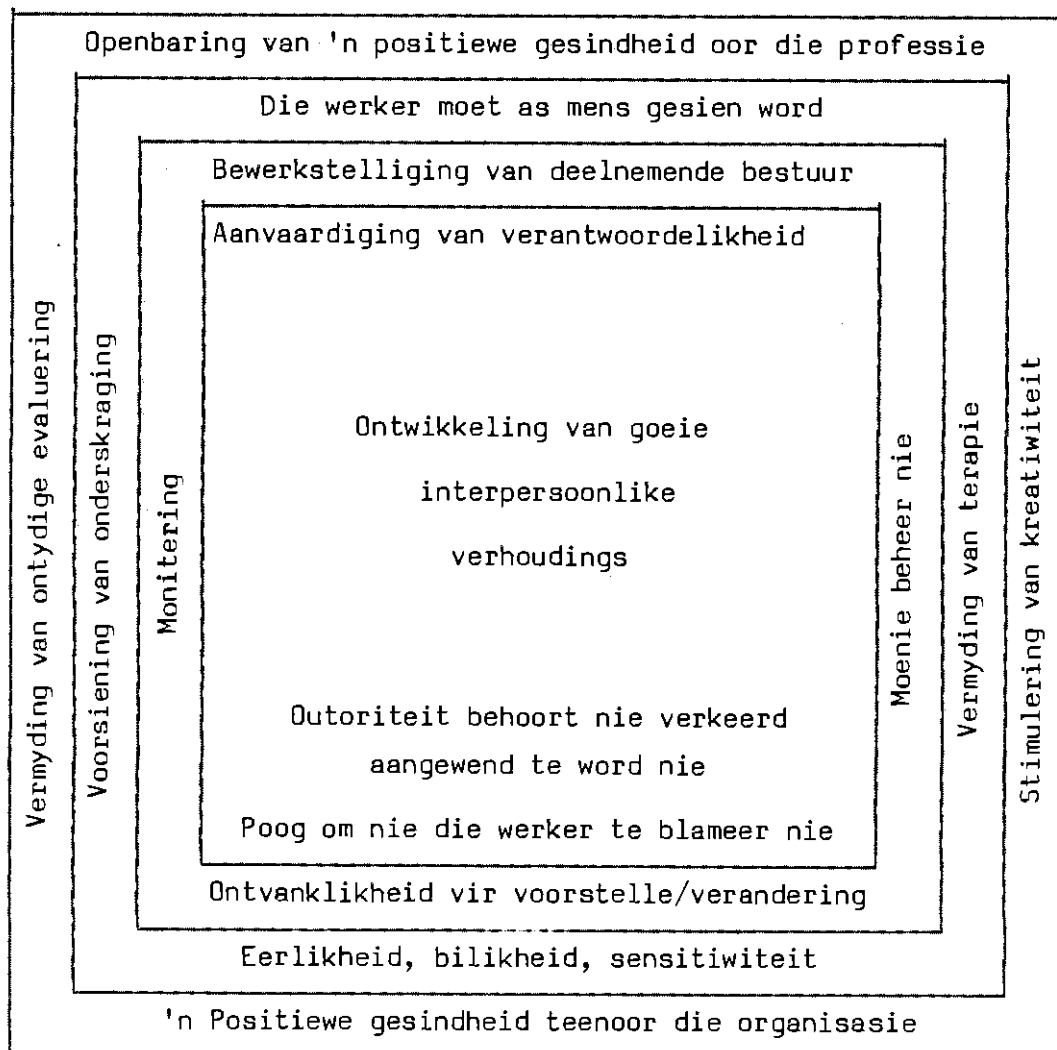 Openbaring van 'n positiewe gesindheid oor die professie
Die werker moet as mens gesien word
Bewerkstelliging van deelnemende bestuur
Aanvaardiging van verantwoordelikheid
Vermyding van ontydige evaluering
Voorsiening van onderskraging
Monitering
Ontwikkeling van goeie
interpersoonlike
verhoudings
Moenie beheer nie
Vermyding van terapie
Stimulering van kreatiwiteit
Outoriteit behoort nie verkeerd
aangewend te word nie
Poog om nie die werker te blameer nie
Ontvanklikheid vir voorstelle/verandering
Eerlikheid, bilikheid, sensitiwiteit
'n Positiewe gesindheid teenoor die organisasie